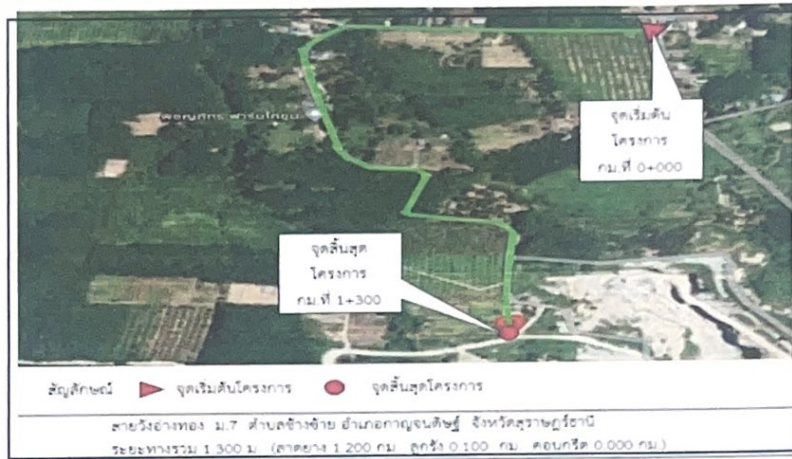 จุดเริ่มต้น
โครงการ
กม.ที่ 0+000
จุดสิ้นสุด
โครงการ
กม.ที่ 1+300
สัญลักษณ์ จุดเริ่มต้นโครงการ จุดสิ้นสุดโครงการ
สายวังอ่างทอง ม.7 ตำบลช้างซ้าย อำเภอกาญจนดิษฐ์ จังหวัดสุราษฎร์ธานี
ระยะทางรวม 1.300 ม (ลาดยาง 1.200 กม ลูกรัง 0.100 กม คอนกรีต 0.000 กม.)